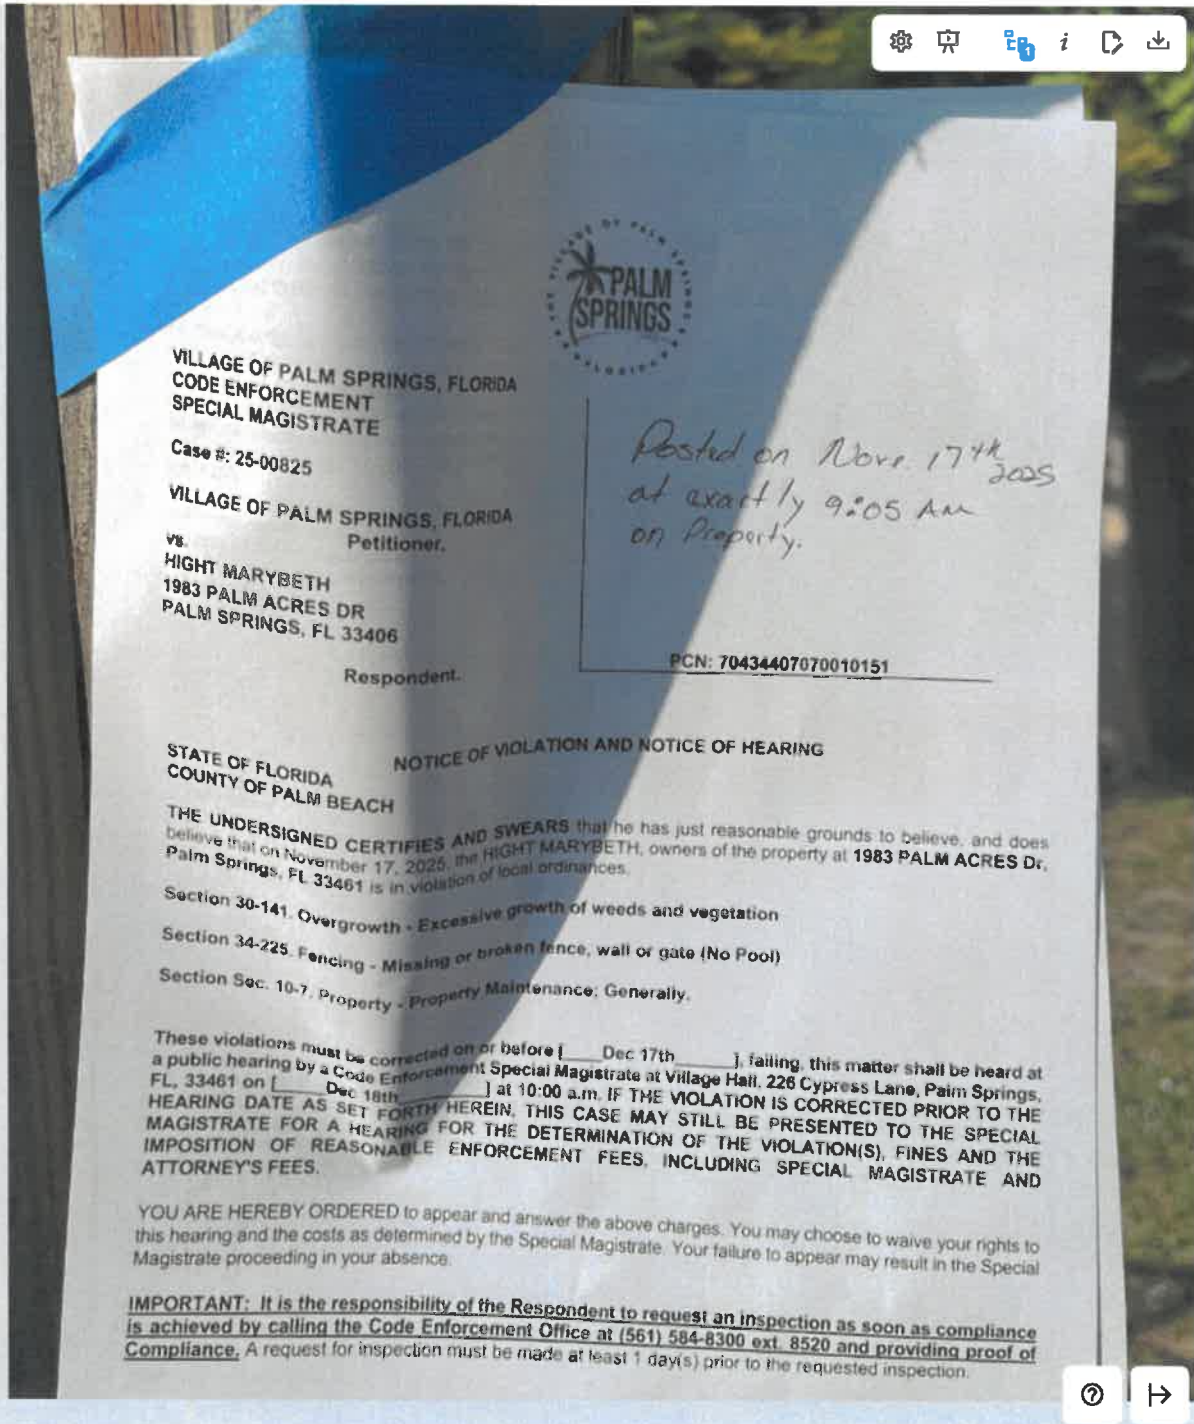 THE VILLAGE OF PALM SPRINGS
FLORIDA
PALM
SPRINGS
VILLAGE OF PALM SPRINGS, FLORIDA
CODE ENFORCEMENT
SPECIAL MAGISTRATE
Case #: 25-00825
VILLAGE OF PALM SPRINGS, FLORIDA
Petitioner,
vs.
HIGHT MARYBETH
1983 PALM ACRES DR
PALM SPRINGS, FL 33406
Respondent.
Posted on Nov. 17th
2025
at exactly 9:05 AM
on Property.
PCN: 70434407070010151
NOTICE OF VIOLATION AND NOTICE OF HEARING
STATE OF FLORIDA
COUNTY OF PALM BEACH
THE UNDERSIGNED CERTIFIES AND SWEARS that he has just reasonable grounds to believe, and does
believe that on November 17, 2025, the HIGHT MARYBETH, owners of the property at 1983 PALM ACRES Dr,
Palm Springs, FL 33461 is in violation of local ordinances.
Section 30-141. Overgrowth - Excessive growth of weeds and vegetation
Section 34-225. Fencing - Missing or broken fence, wall or gate (No Pool)
Section Sec. 10-7. Property - Property Maintenance; Generally.
These violations must be corrected on or before [ Dec 17th ], failing, this matter shall be heard at
a public hearing by a Code Enforcement Special Magistrate at Village Hall, 226 Cypress Lane, Palm Springs,
FL, 33461 on [ Dec 18th ] at 10:00 a.m. IF THE VIOLATION IS CORRECTED PRIOR TO THE
HEARING DATE AS SET FORTH HEREIN, THIS CASE MAY STILL BE PRESENTED TO THE SPECIAL
MAGISTRATE FOR A HEARING FOR THE DETERMINATION OF THE VIOLATION(S), FINES AND THE
IMPOSITION OF REASONABLE ENFORCEMENT FEES, INCLUDING SPECIAL MAGISTRATE AND
ATTORNEY'S FEES.
YOU ARE HEREBY ORDERED to appear and answer the above charges. You may choose to waive your rights to
this hearing and the costs as determined by the Special Magistrate. Your failure to appear may result in the Special
Magistrate proceeding in your absence.
IMPORTANT: It is the responsibility of the Respondent to request an inspection as soon as compliance
is achieved by calling the Code Enforcement Office at (561) 584-8300 ext. 8520 and providing proof of
Compliance. A request for inspection must be made at least 1 day(s) prior to the requested inspection.